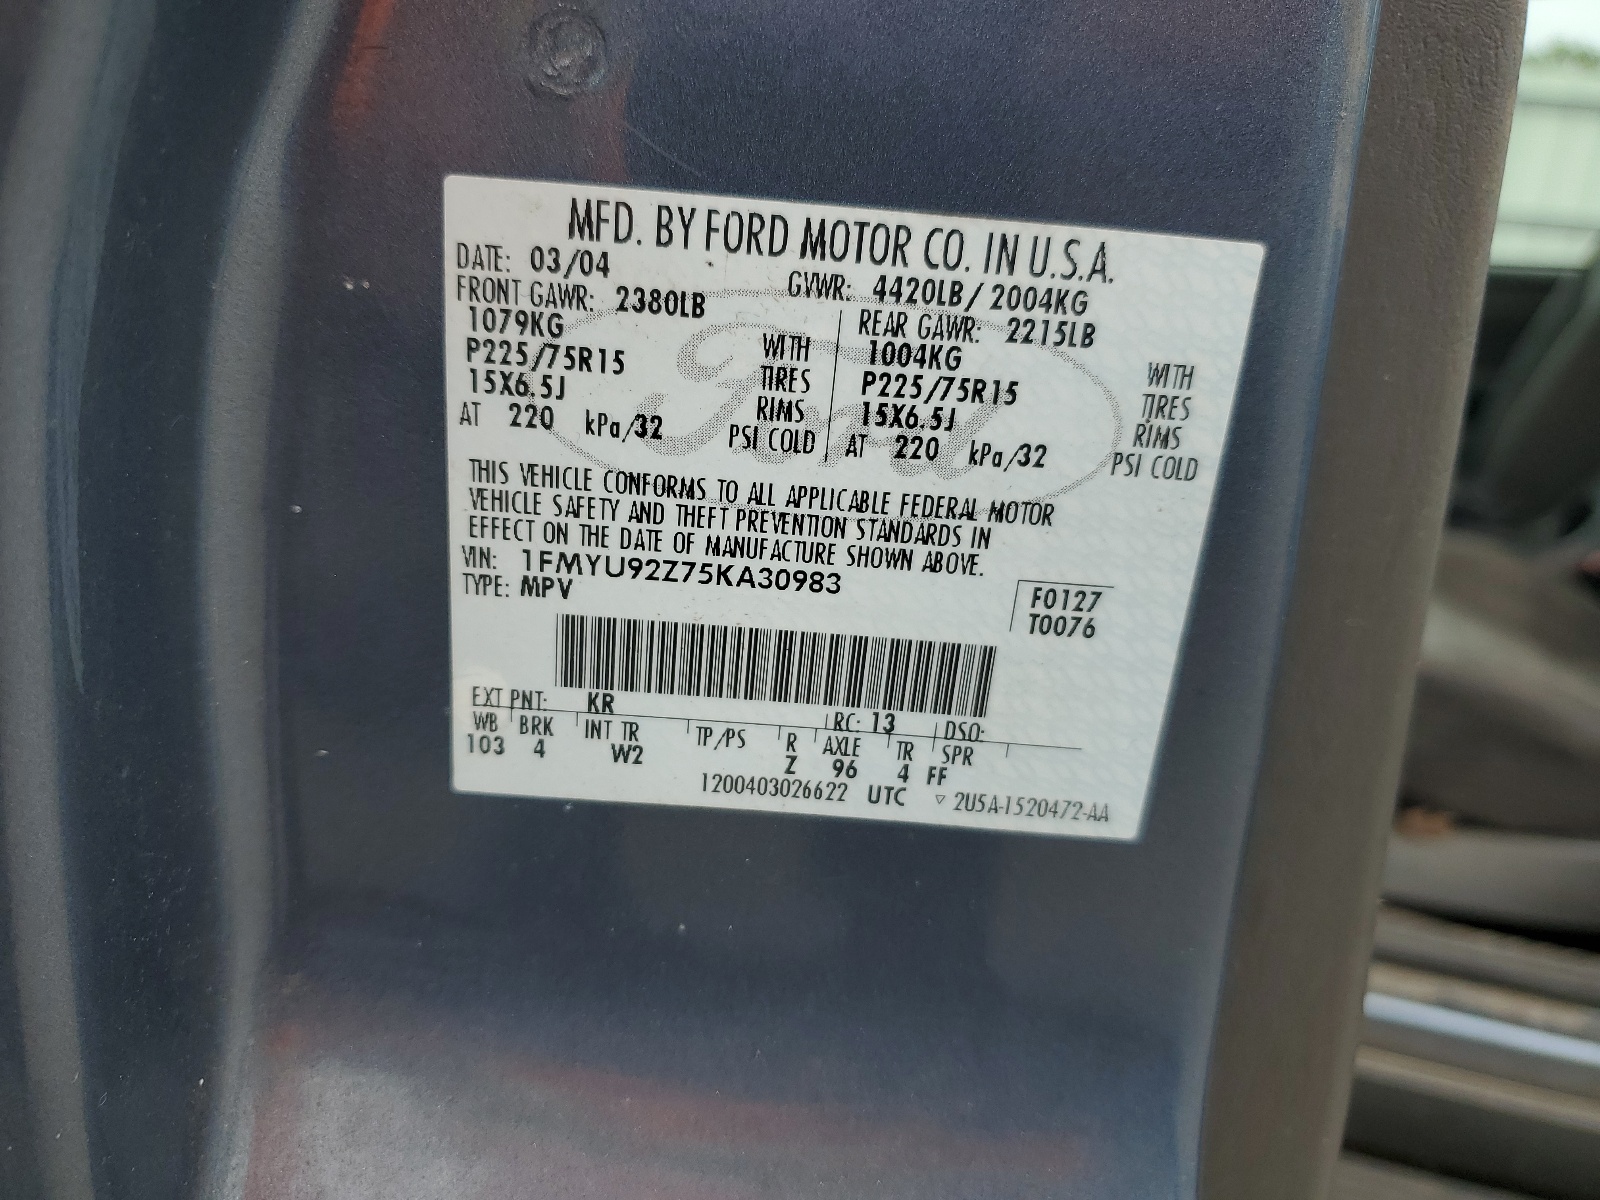 MFD. BY FORD MOTOR CO. IN U.S.A.
DATE: 03/04 GVWR: 4420LB/2004KG
FRONT GAWR: 2380LB REAR GAWR: 2215LB
1079KG WITH 1004KG WITH
P225/75R15 TIRES P225/75R15 TIRES
15X6.5J RIMS 15X6.5J RIMS
AT 220 kPa/32 PSI COLD AT 220 kPa/32 PSI COLD
Ford
THIS VEHICLE CONFORMS TO ALL APPLICABLE FEDERAL MOTOR
VEHICLE SAFETY AND THEFT PREVENTION STANDARDS IN
EFFECT ON THE DATE OF MANUFACTURE SHOWN ABOVE.
VIN: 1FMYU92Z75KA30983
TYPE: MPV
F0127
T0076
EXT PNT: KR RC: 13 DSO:
WB BRK INT TR TP/PS R AXLE TR SPR
103 4 W2 Z 96 4 FF
1200403026622 UTC ▽ 2U5A-1520472-AA